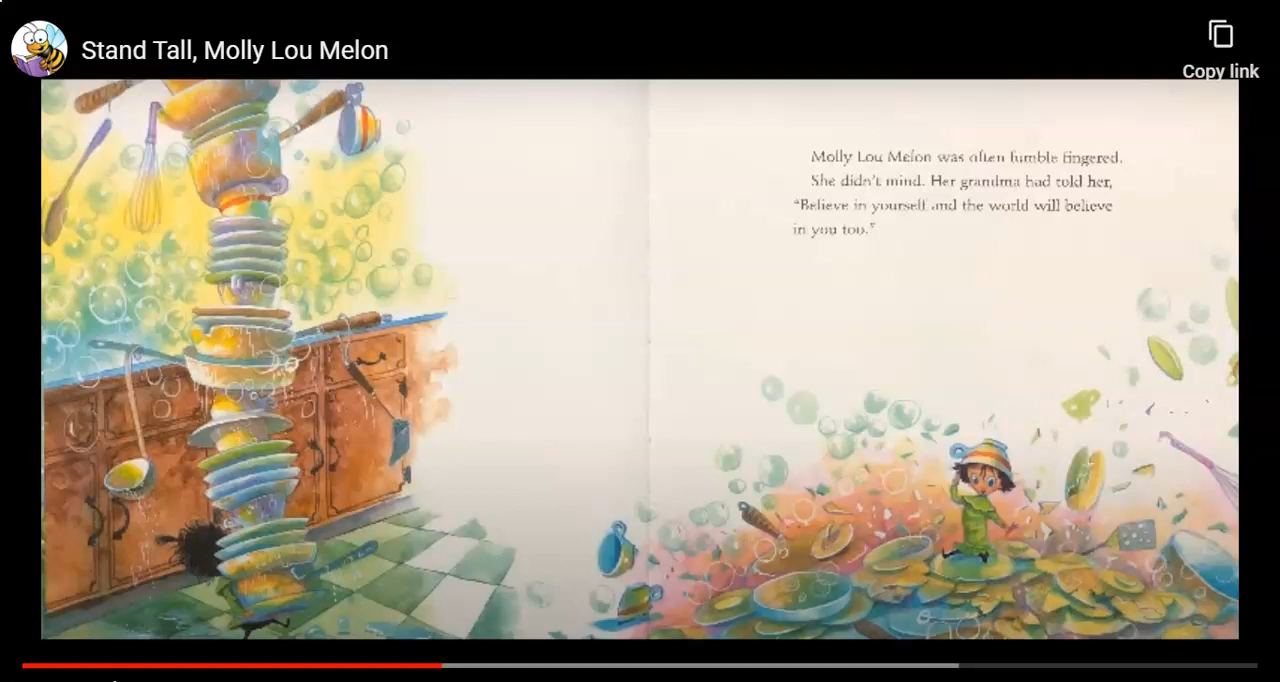 Stand Tall, Molly Lou Melon
Copy link
Molly Lou Melon was often fumble fingered.
She didn't mind. Her grandma had told her,
"Believe in yourself and the world will believe
in you too."